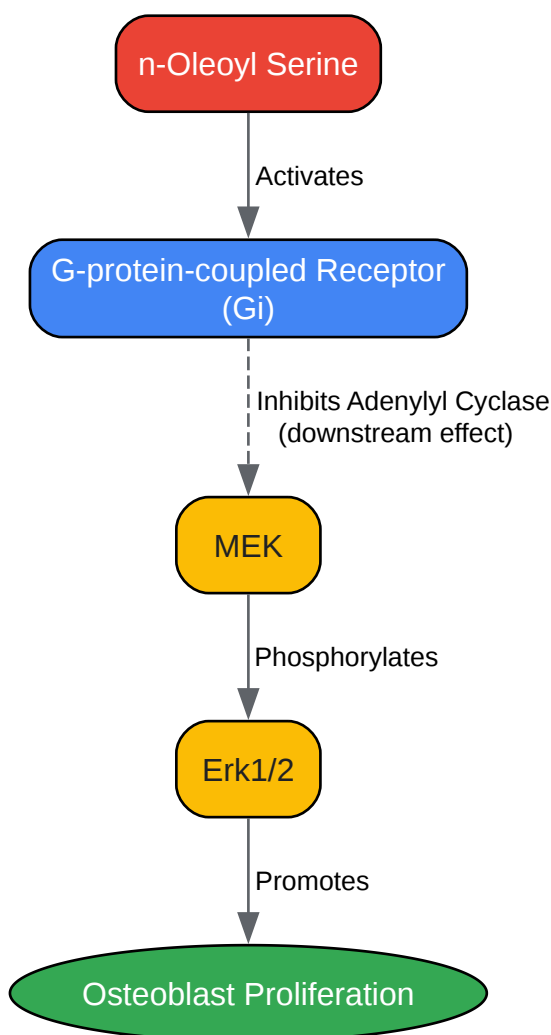 n-Oleoyl Serine
Activates
G-protein-coupled Receptor
(Gi)
Inhibits Adenylyl Cyclase
(downstream effect)
MEK
Phosphorylates
Erk1/2
Promotes
Osteoblast Proliferation